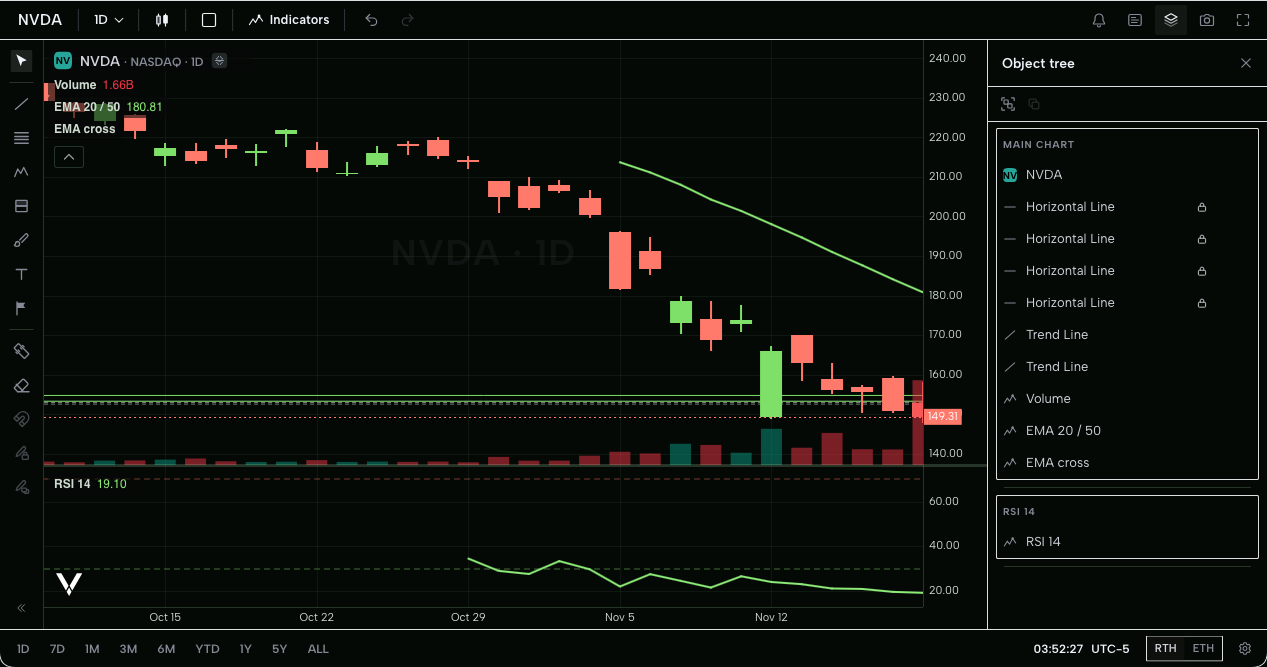 NVDA 1D Indicators
NV NVDA · NASDAQ · 1D
Volume 1.66B
EMA 20 / 50 180.81
EMA cross
NVDA · 1D
240.00
230.00
220.00
210.00
200.00
190.00
180.00
170.00
160.00
149.31
140.00
RSI 14 19.10
60.00
40.00
20.00
Oct 15 Oct 22 Oct 29 Nov 5 Nov 12
Object tree
MAIN CHART
NV NVDA
Horizontal Line
Horizontal Line
Horizontal Line
Horizontal Line
Trend Line
Trend Line
Volume
EMA 20 / 50
EMA cross
RSI 14
RSI 14
1D 7D 1M 3M 6M YTD 1Y 5Y ALL 03:52:27 UTC-5 RTH ETH